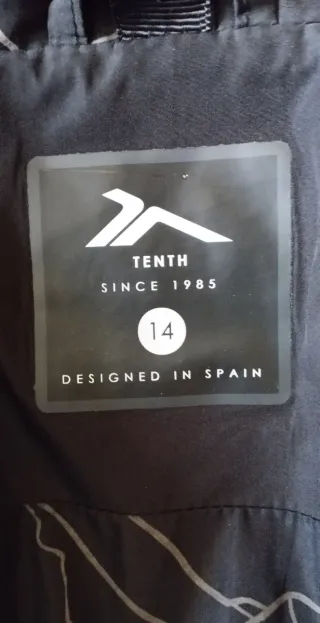 TENTH
SINCE 1985
14
DESIGNED IN SPAIN